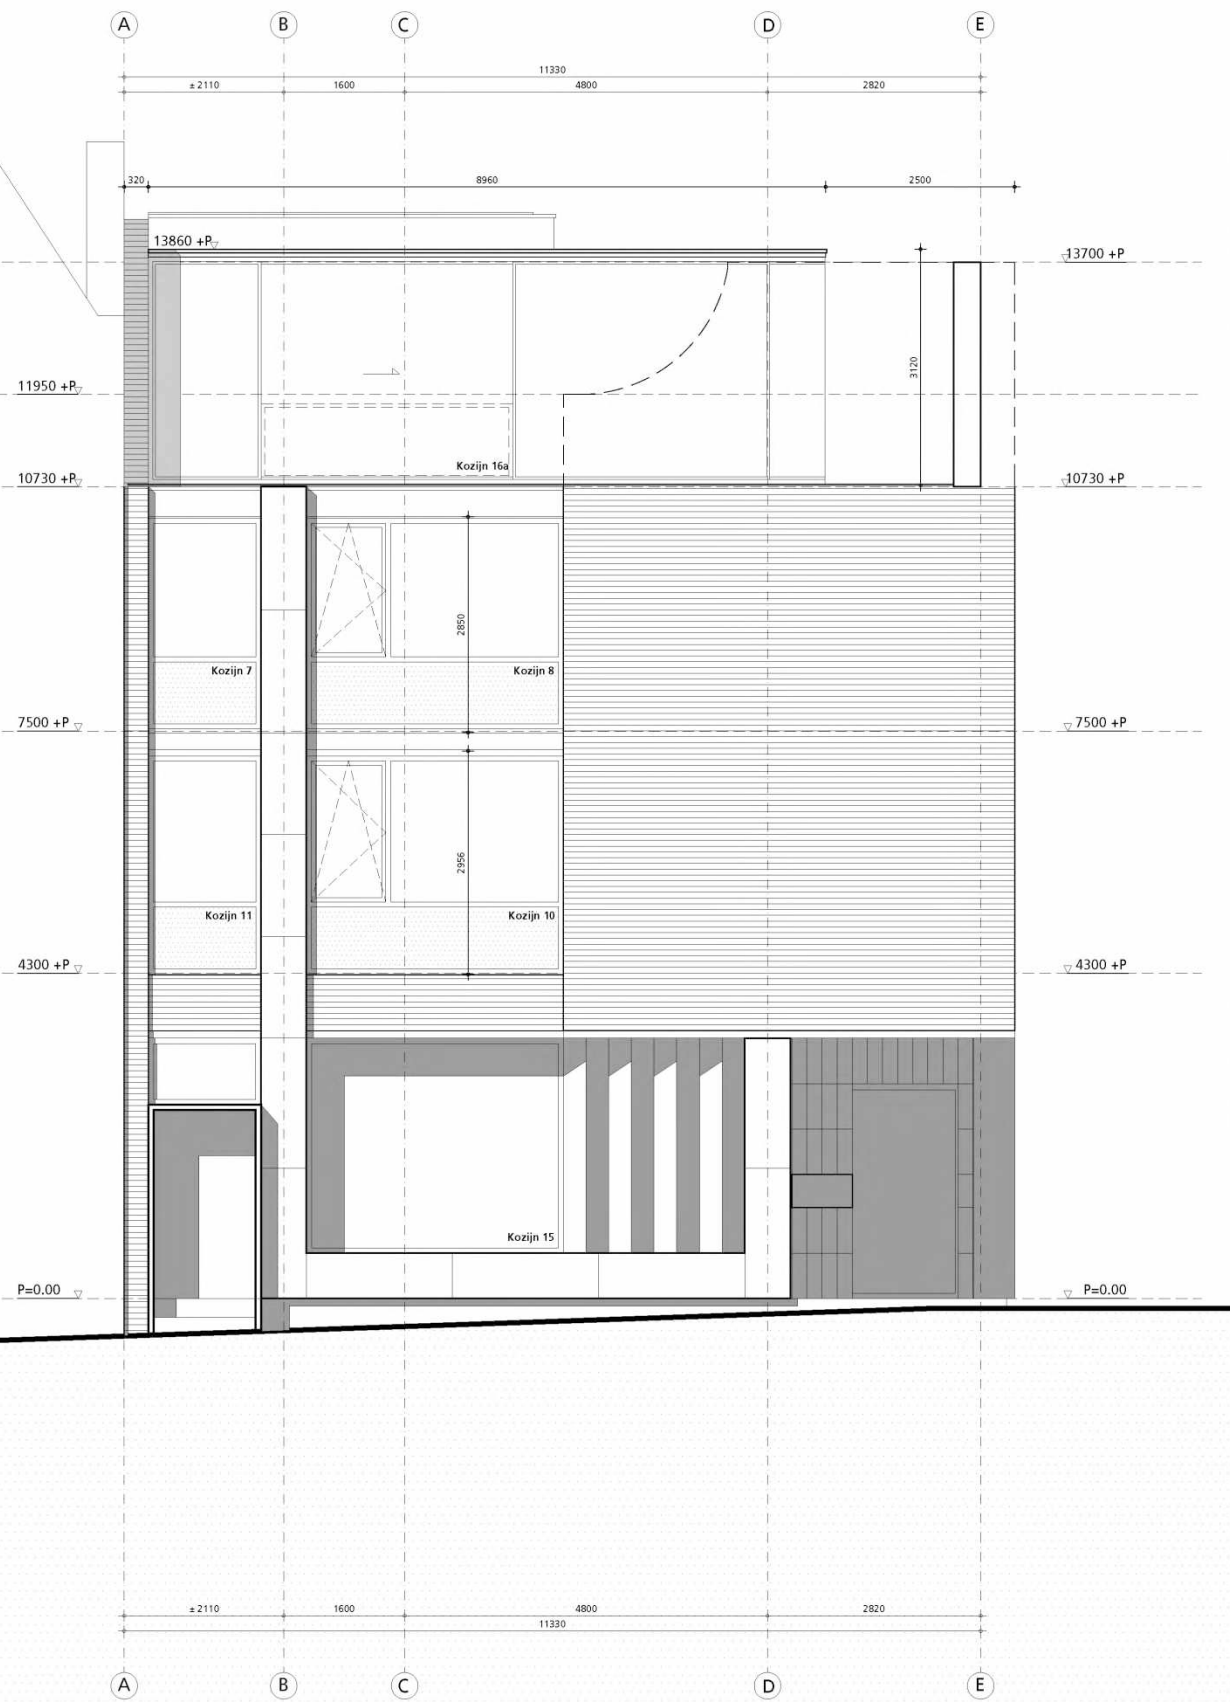 A B C D E
11330
± 2110 1600 4800 2820
320 8960 2500
13860 +P
13700 +P
3120
11950 +P
Kozijn 16a
10730 +P 10730 +P
2850
Kozijn 7 Kozijn 8
7500 +P 7500 +P
2956
Kozijn 11 Kozijn 10
4300 +P 4300 +P
Kozijn 15
P=0.00 P=0.00
± 2110 1600 4800 2820
11330
A B C D E